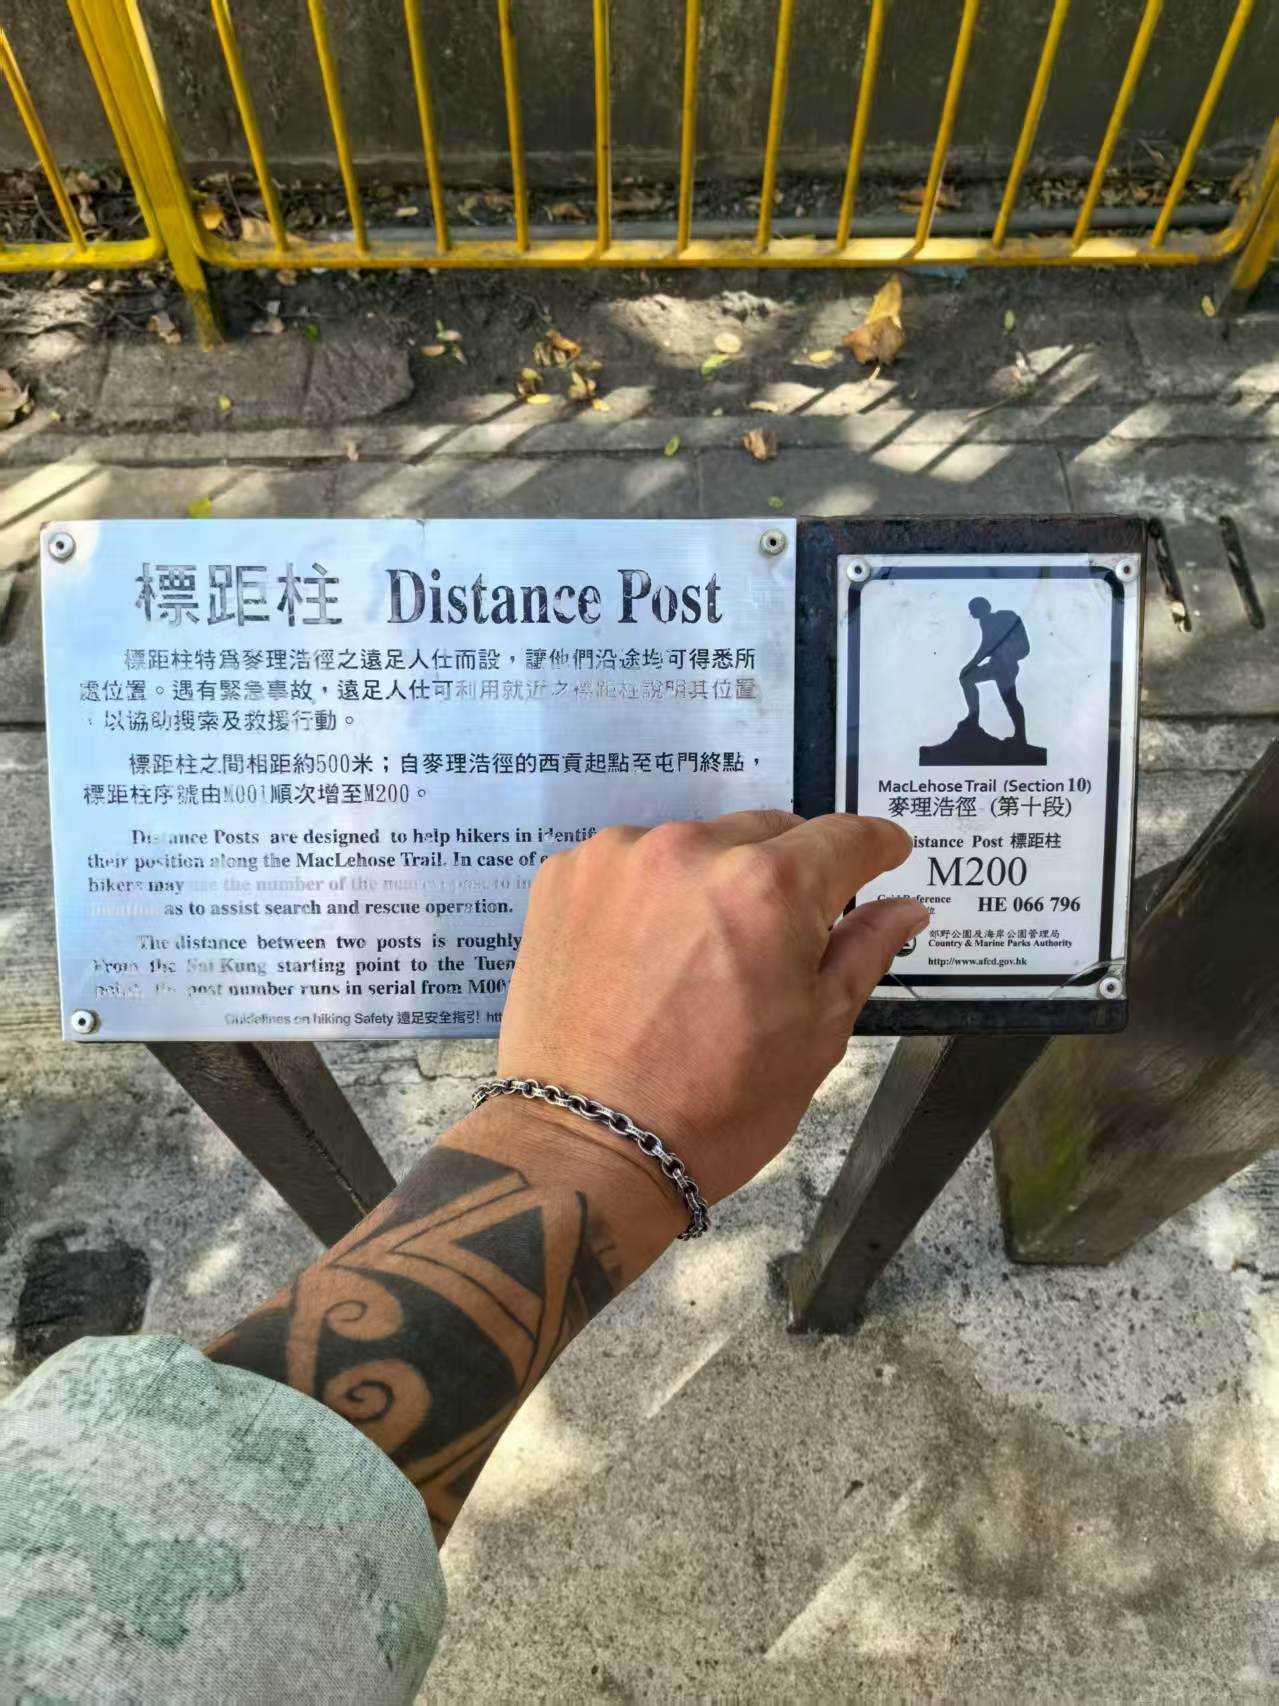 標距柱 Distance Post
標距柱特為麥理浩徑之遠足人仕而設，讓他們沿途均可得悉所
處位置。遇有緊急事故，遠足人仕可利用就近之標距柱說明其位置
，以協助搜索及救援行動。
標距柱之間相距約500米；自麥理浩徑的西貢起點至屯門終點，
標距柱序號由M001順次增至M200。
Distance Posts are designed to help hikers in
their position along the MacLehose Trail. In case of
hikers may use the number of the nearest post to
as to assist search and rescue operation.
The distance between two posts is roughly
From the Sai Kung starting point to the
point, the post number runs in serial from
Guidelines on hiking Safety 遠足安全指引
MacLehose Trail (Section 10)
麥理浩徑 (第十段)
Post 標距柱
M200
HE 066 796
郊野公園及海岸公園管理局
Country & Marine Parks Authority
http://www.afcd.gov.hk